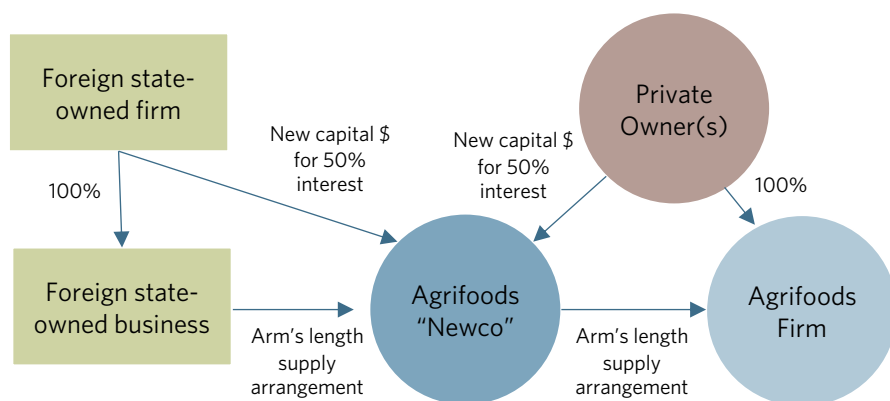 Foreign state-
owned firm
Private
Owner(s)
New capital $
for 50%
interest
New capital $
for 50%
interest
100%
100%
Foreign state-
owned business
Agrifoods
“Newco”
Agrifoods
Firm
Arm’s length
supply
arrangement
Arm’s length
supply
arrangement